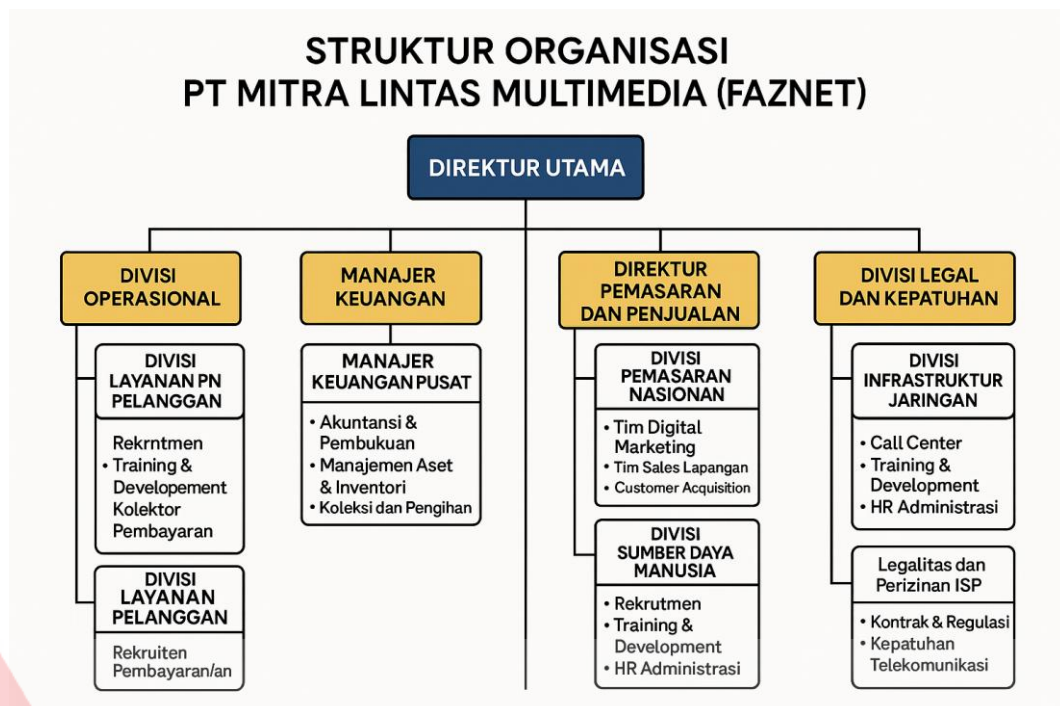 STRUKTUR ORGANISASI
PT MITRA LINTAS MULTIMEDIA (FAZNET)
DIREKTUR UTAMA
DIVISI
OPERASIONAL
DIVISI
LAYANAN PN
PELANGGAN
Rekrntmen
• Training &
Developement
Kolektor
Pembayaran
DIVISI
LAYANAN
PELANGGAN
Rekruiten
Pembayaran/an
MANAJER
KEUANGAN
MANAJER
KEUANGAN PUSAT
• Akuntansi &
Pembukuan
• Manajemen Aset
& Inventori
• Koleksi dan Pengihan
DIREKTUR
PEMASARAN
DAN PENJUALAN
DIVISI
PEMASARAN
NASIONAN
• Tim Digital
Marketing
• Tim Sales Lapangan
• Customer Acquisition
DIVISI
SUMBER DAYA
MANUSIA
• Rekrutmen
• Training &
Development
• HR Administrasi
DIVISI LEGAL
DAN KEPATUHAN
DIVISI
INFRASTRUKTUR
JARINGAN
• Call Center
• Training &
Development
• HR Administrasi
Legalitas dan
Perizinan ISP
• Kontrak & Regulasi
• Kepatuhan
Telekomunikasi